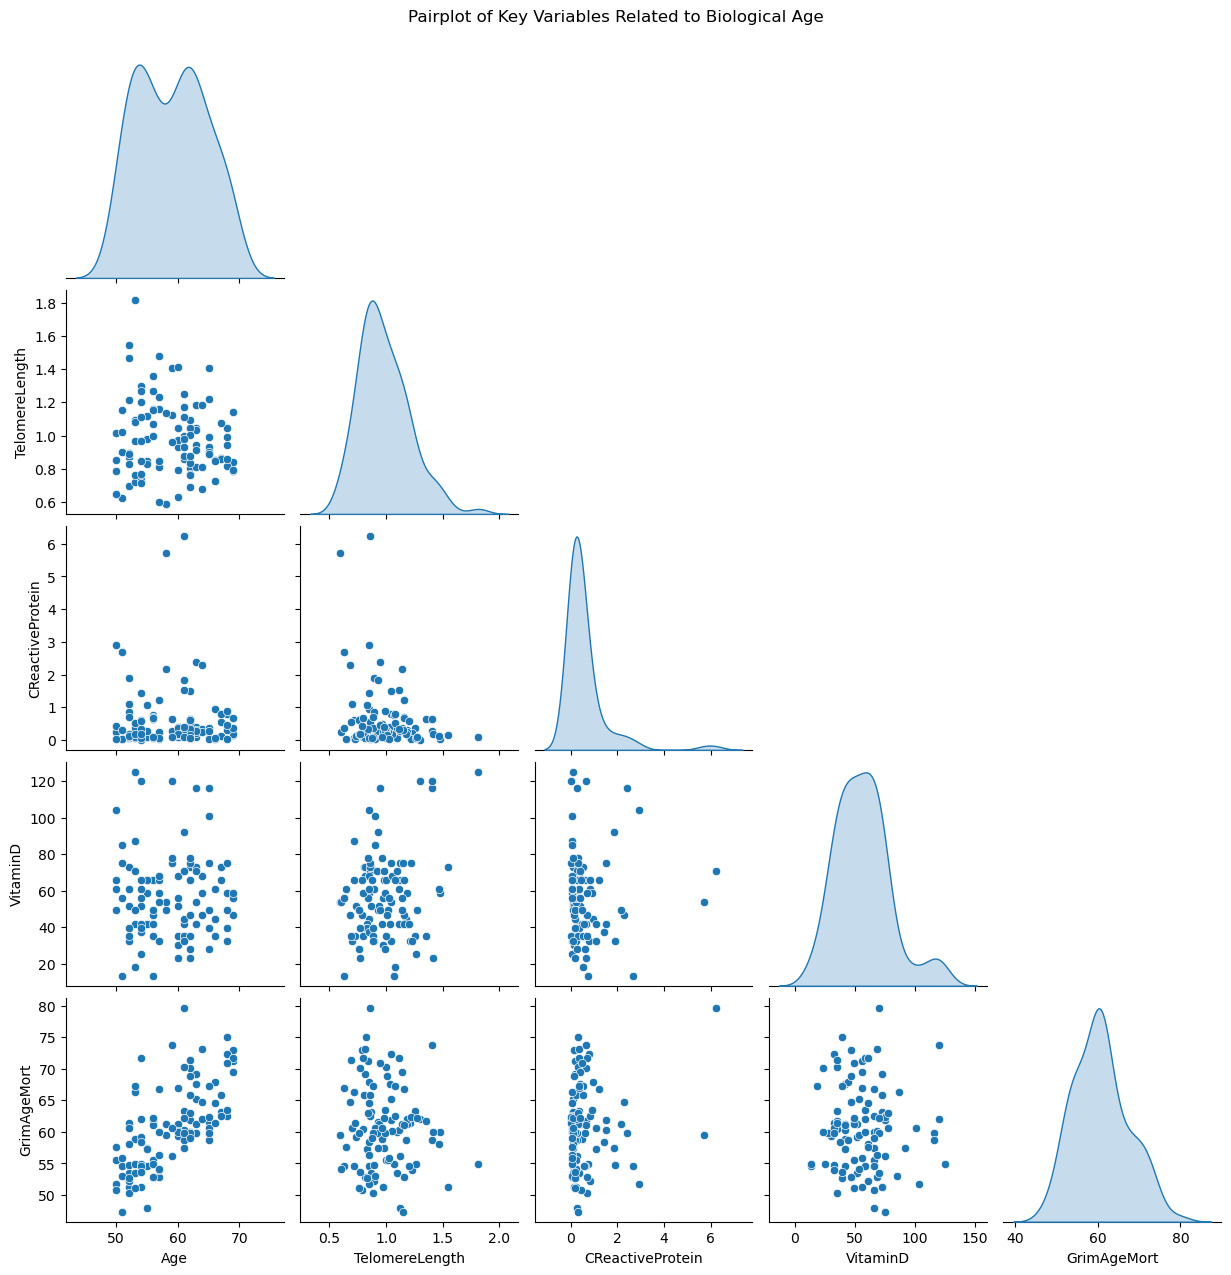 Pairplot of Key Variables Related to Biological Age
TelomereLength
1.8
1.6
1.4
1.2
1.0
0.8
0.6
CReactiveProtein
6
5
4
3
2
1
0
VitaminD
120
100
80
60
40
20
GrimAgeMort
80
75
70
65
60
55
50
50 60 70
0.5 1.0 1.5 2.0
0 2 4 6
0 50 100 150
40 60 80
Age
TelomereLength
CReactiveProtein
VitaminD
GrimAgeMort